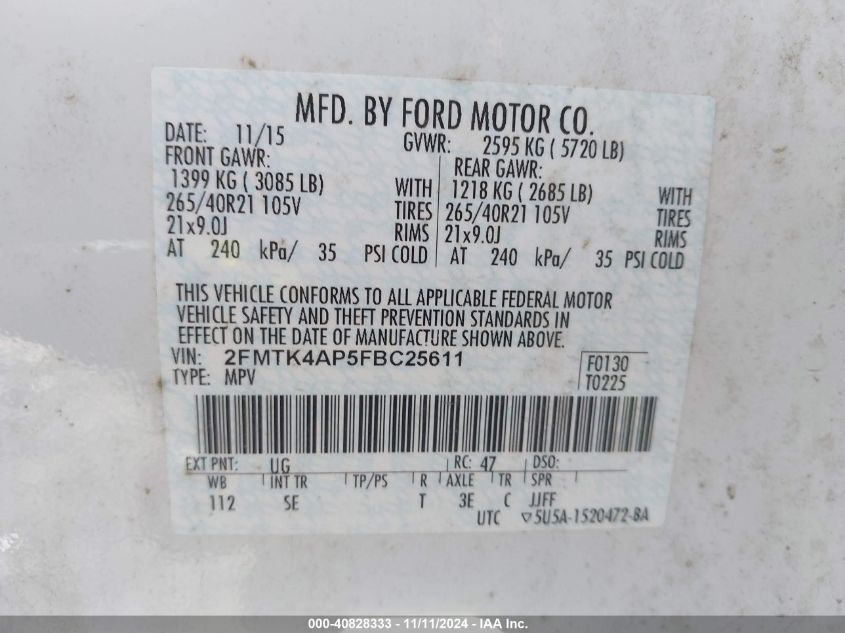 MFD. BY FORD MOTOR CO.
DATE: 11/15 GVWR: 2595 KG ( 5720 LB)
FRONT GAWR: REAR GAWR:
1399 KG ( 3085 LB) WITH 1218 KG ( 2685 LB) WITH
265/40R21 105V TIRES 265/40R21 105V TIRES
21x9.0J RIMS 21x9.0J RIMS
AT 240 kPa/ 35 PSI COLD AT 240 kPa/ 35 PSI COLD
THIS VEHICLE CONFORMS TO ALL APPLICABLE FEDERAL MOTOR
VEHICLE SAFETY AND THEFT PREVENTION STANDARDS IN
EFFECT ON THE DATE OF MANUFACTURE SHOWN ABOVE.
VIN: 2FMTK4AP5FBC25611 F0130
TYPE: MPV T0225
EXT PNT: UG RC: 47 DSO:
WB INT TR TP/PS R AXLE TR SPR
112 SE T 3E C JJFF
UTC ▽5U5A-1520472-BA
000-40828333 - 11/11/2024 - IAA Inc.